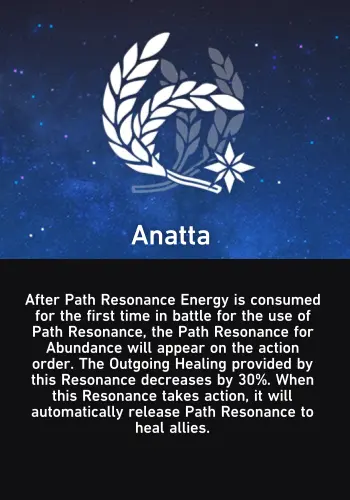 Anatta
After Path Resonance Energy is consumed
for the first time in battle for the use of
Path Resonance, the Path Resonance for
Abundance will appear on the action
order. The Outgoing Healing provided by
this Resonance decreases by 30%. When
this Resonance takes action, it will
automatically release Path Resonance to
heal allies.